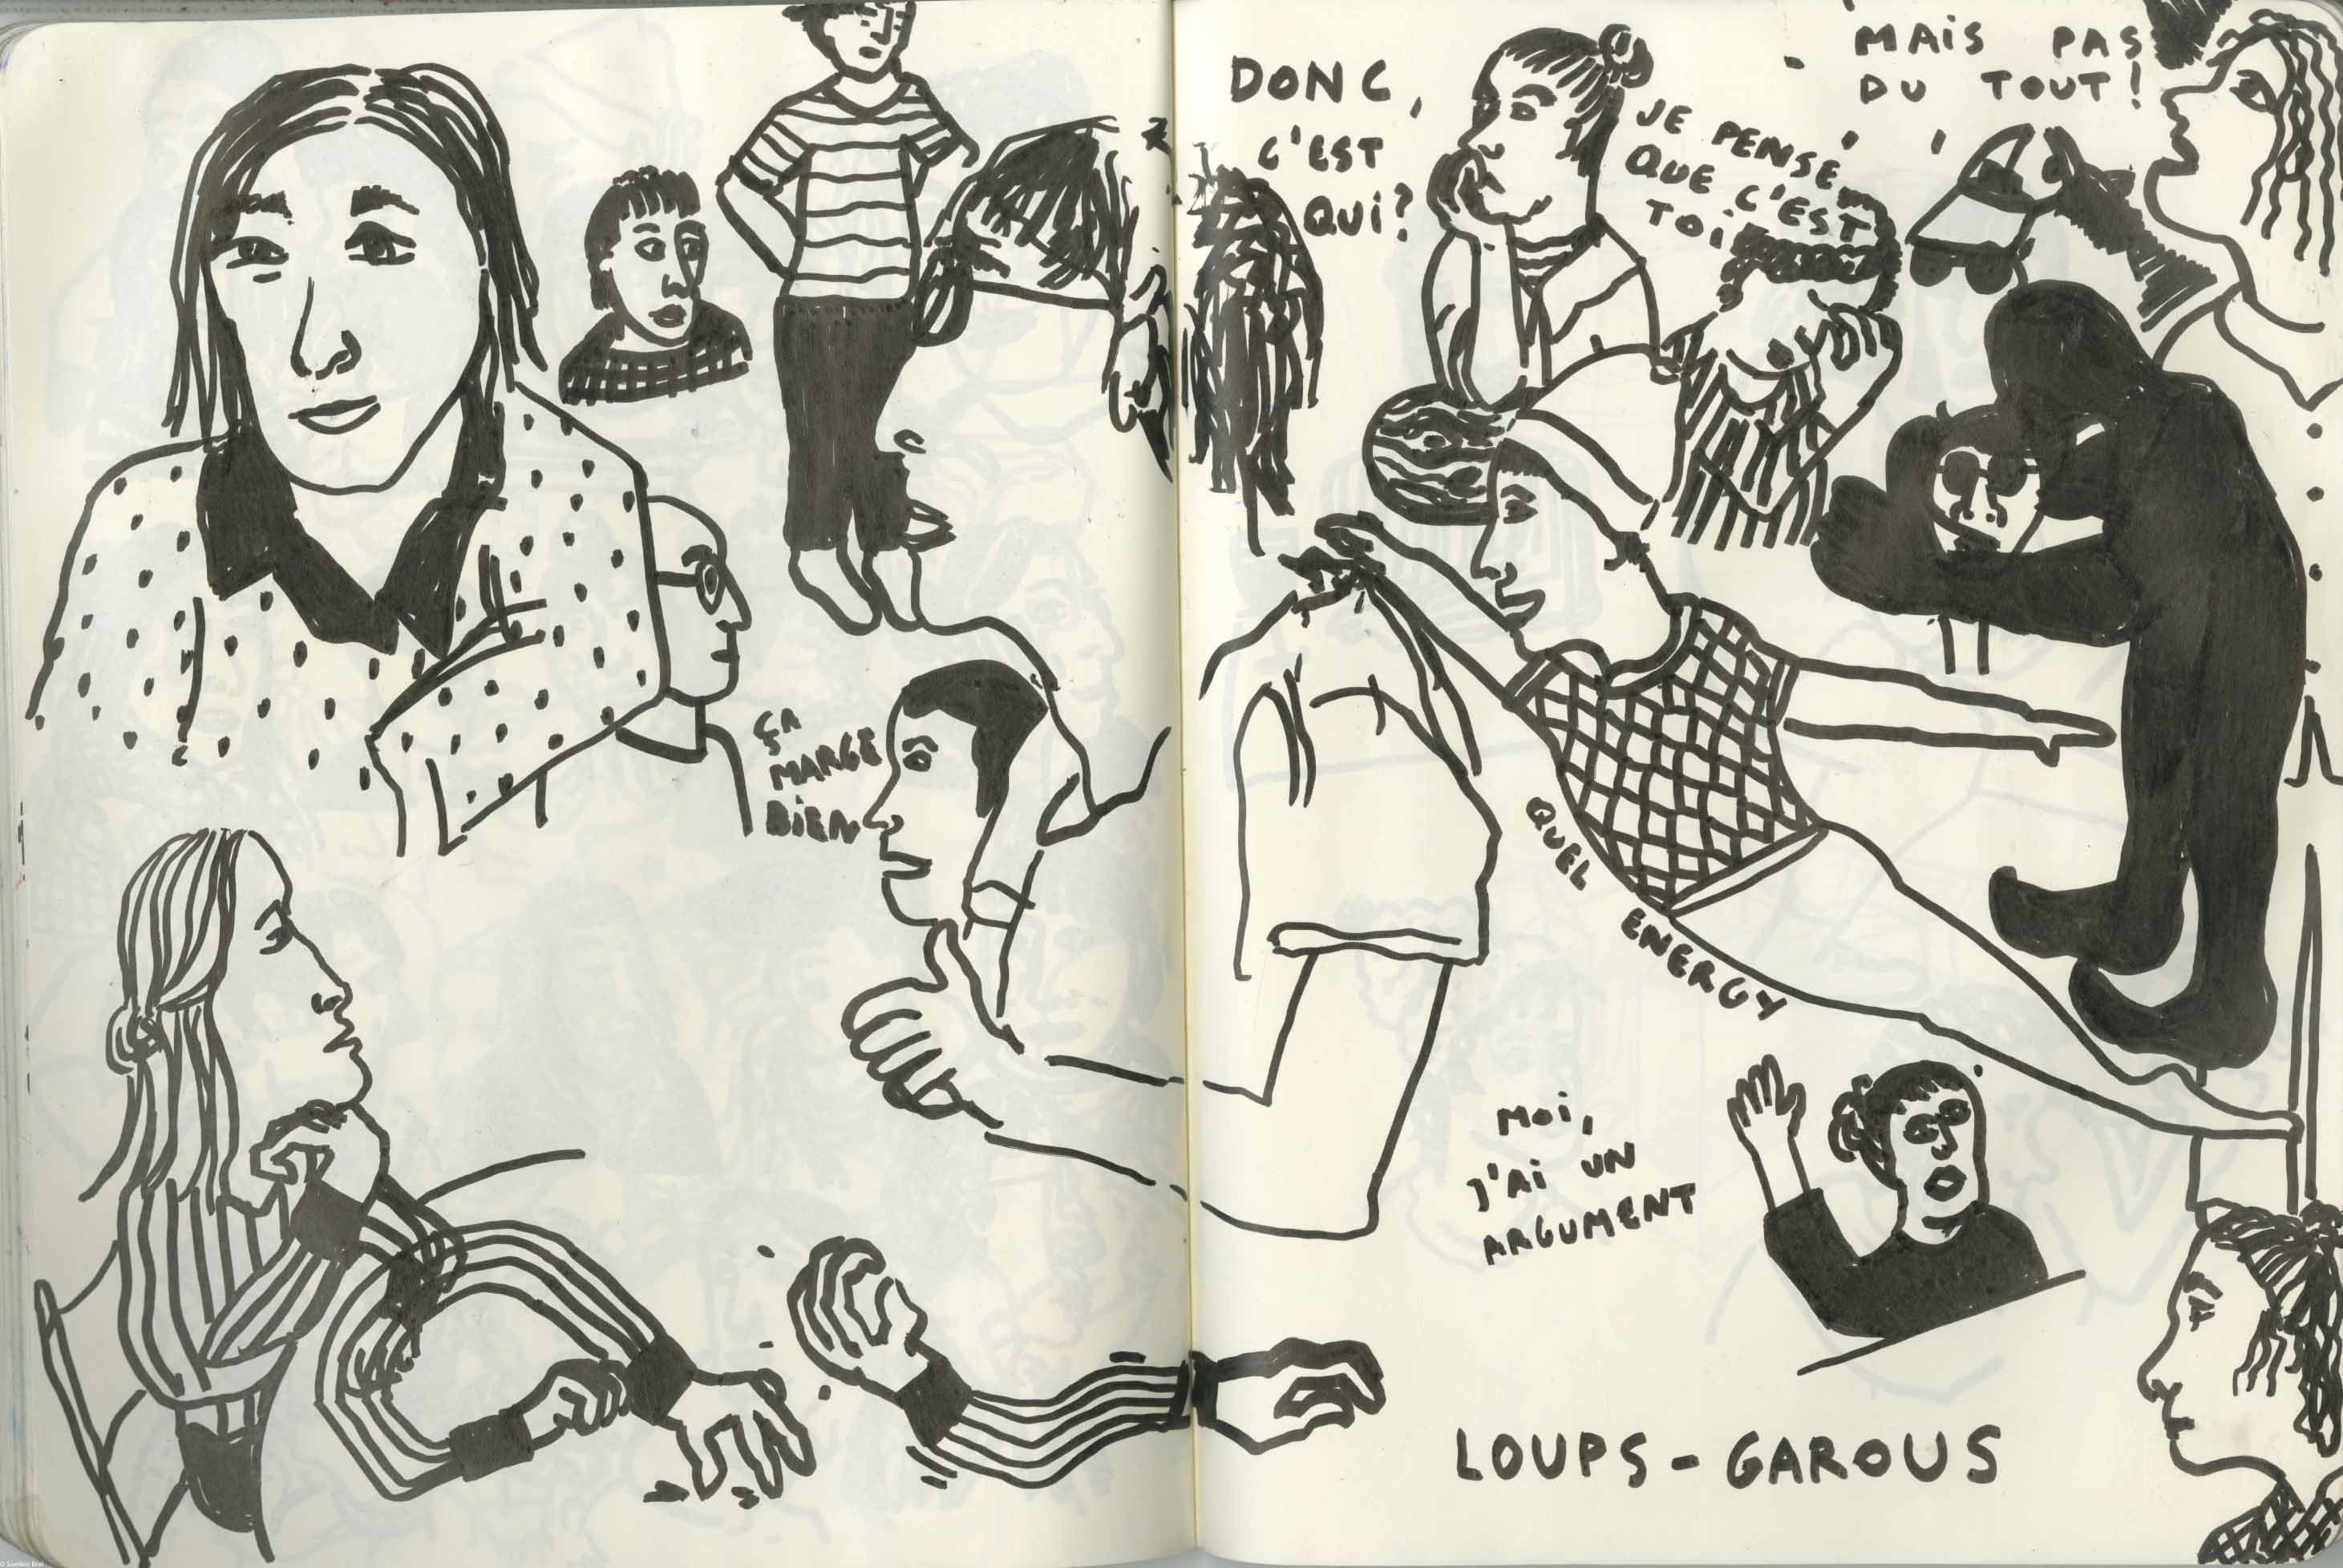 ÇA
MARCE
BIEN
DONC,
C'EST
QUI?
JE PENSE
QUE C'EST
TOI
- MAIS PAS
DU TOUT!
QUEL ENERGY
MOI,
J'AI UN
ARGUMENT
LOUPS - GAROUS